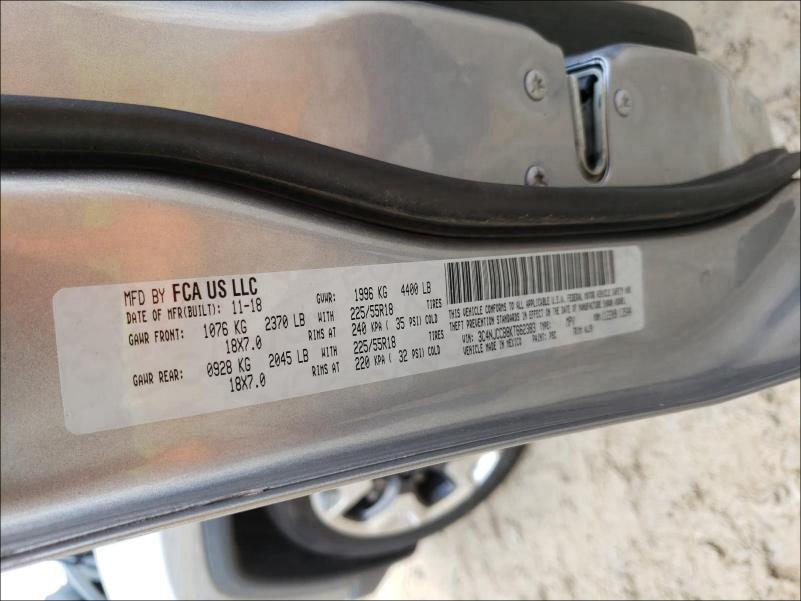 MFD BY FCA US LLC
DATE OF MFR(BUILT): 11-18 GVWR: 1996 KG 4400 LB
GAWR FRONT: 1076 KG 2370 LB WITH 225/55R18 TIRES
18X7.0 RIMS AT 240 KPA ( 35 PSI) COLD
GAWR REAR: 0928 KG 2045 LB WITH 225/55R18 TIRES
18X7.0 RIMS AT 220 KPA ( 32 PSI) COLD
THIS VEHICLE CONFORMS TO ALL APPLICABLE U.S.A. FEDERAL MOTOR VEHICLE SAFETY AND
THEFT PREVENTION STANDARDS IN EFFECT ON THE DATE OF MANUFACTURE SHOWN ABOVE.
VIN: TYPE: MPV
MADE IN MEXICO PAINT: PSC TRIM: